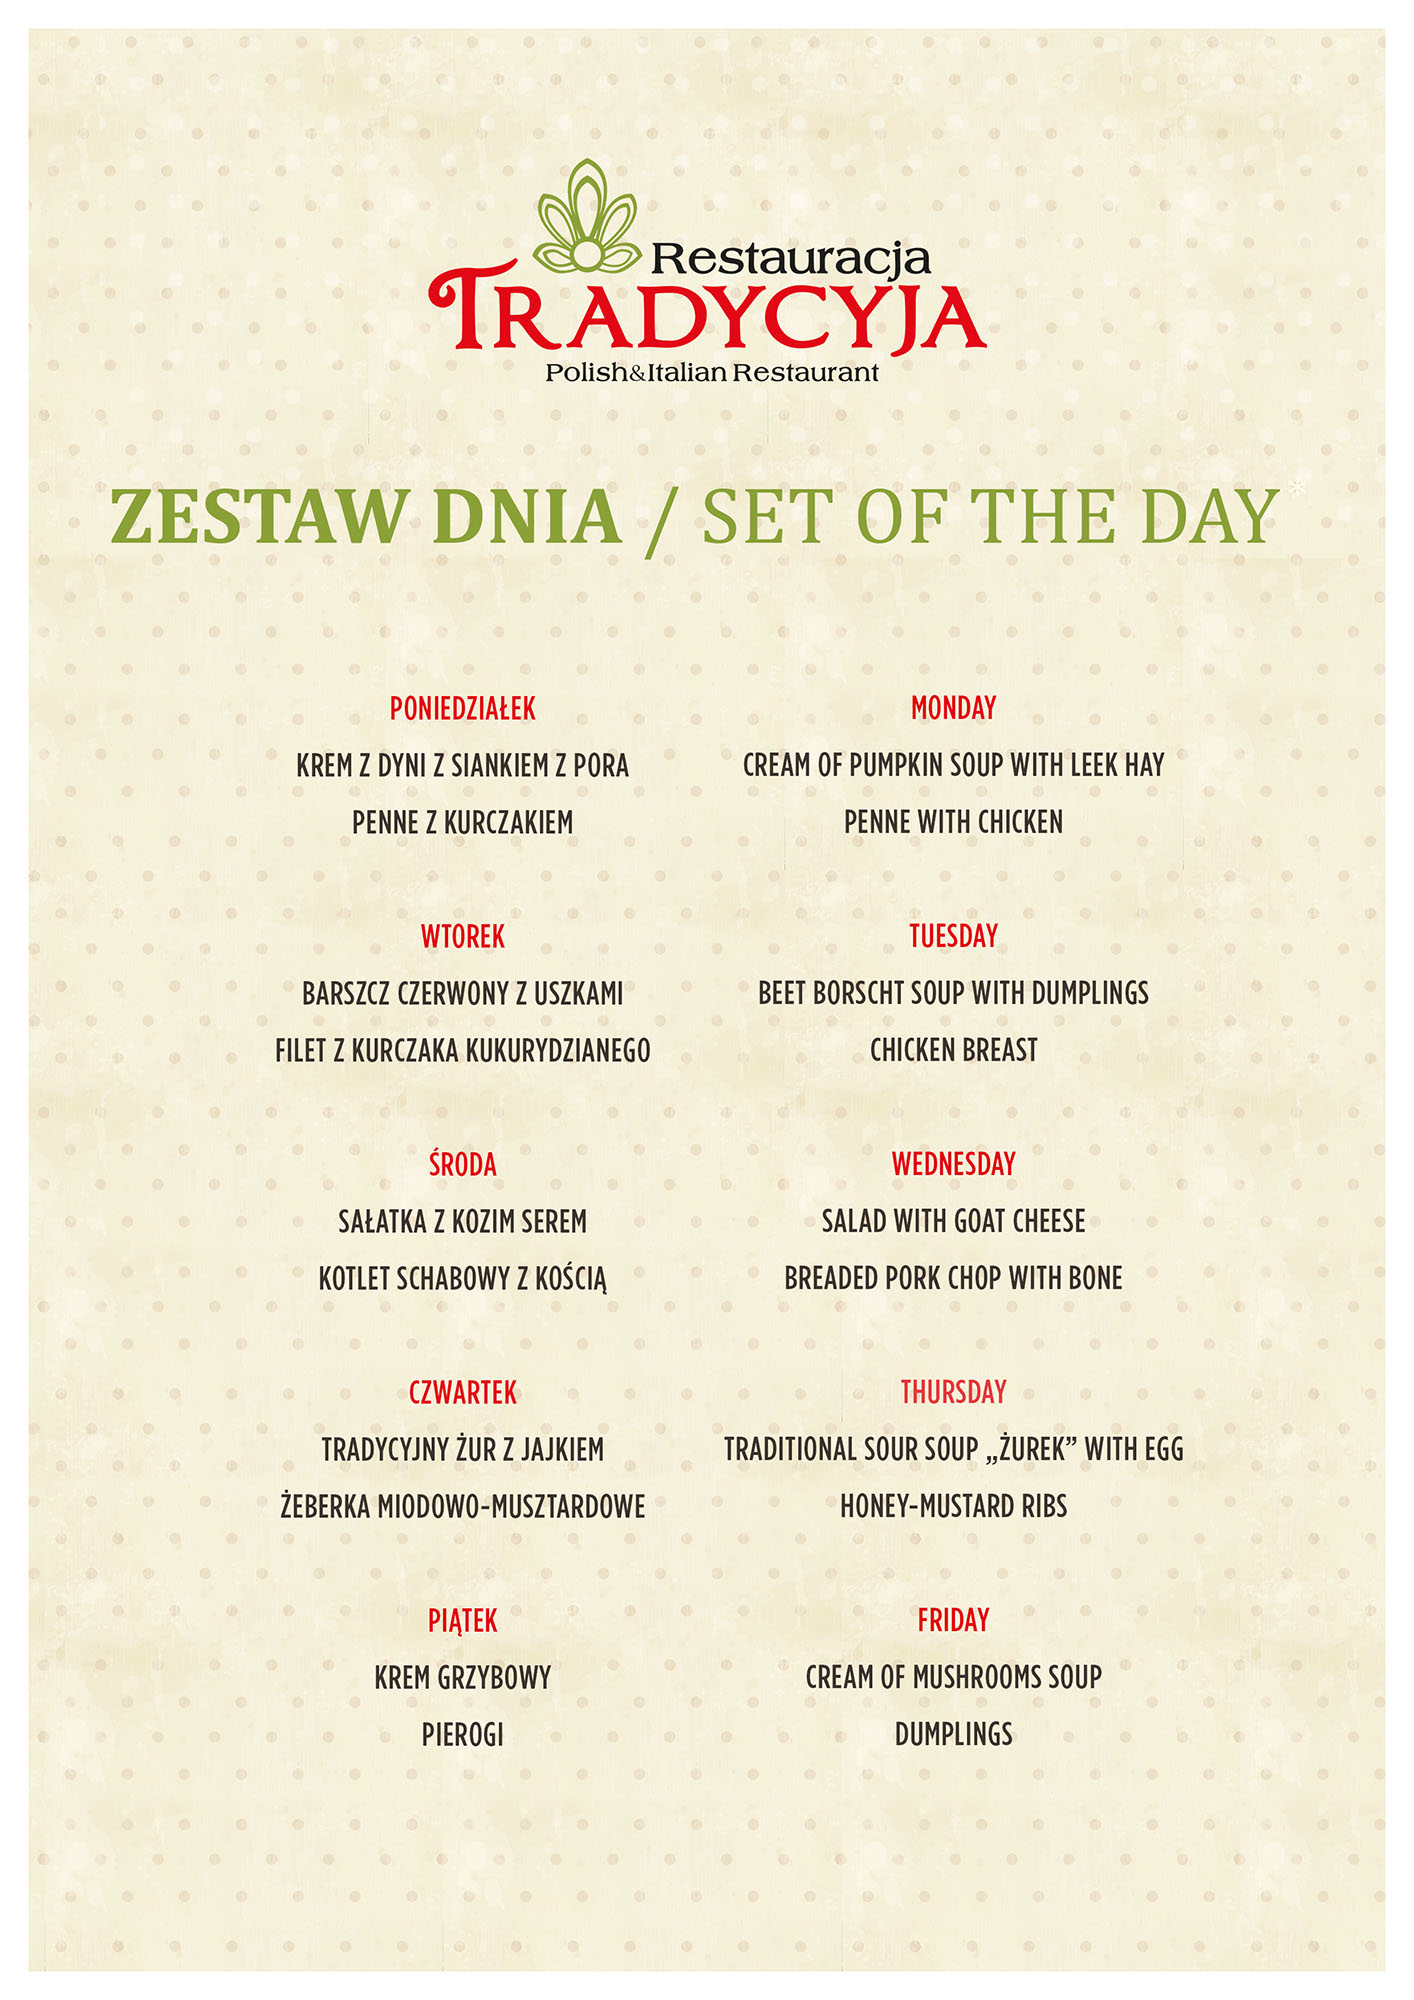 Restauracja
TRADYCYJA
Polish&Italian Restaurant
ZESTAW DNIA / SET OF THE DAY*
PONIEDZIAŁEK
KREM Z DYNI Z SIANKIEM Z PORA
PENNE Z KURCZAKIEM
WTOREK
BARSZCZ CZERWONY Z USZKAMI
FILET Z KURCZAKA KUKURYDZIANEGO
ŚRODA
SAŁATKA Z KOZIM SEREM
KOTLET SCHABOWY Z KOŚCIĄ
CZWARTEK
TRADYCYJNY ŻUR Z JAJKIEM
ŻEBERKA MIODOWO-MUSZTARDOWE
PIĄTEK
KREM GRZYBOWY
PIEROGI
MONDAY
CREAM OF PUMPKIN SOUP WITH LEEK HAY
PENNE WITH CHICKEN
TUESDAY
BEET BORSCHT SOUP WITH DUMPLINGS
CHICKEN BREAST
WEDNESDAY
SALAD WITH GOAT CHEESE
BREADED PORK CHOP WITH BONE
THURSDAY
TRADITIONAL SOUR SOUP „ŻUREK” WITH EGG
HONEY-MUSTARD RIBS
FRIDAY
CREAM OF MUSHROOMS SOUP
DUMPLINGS